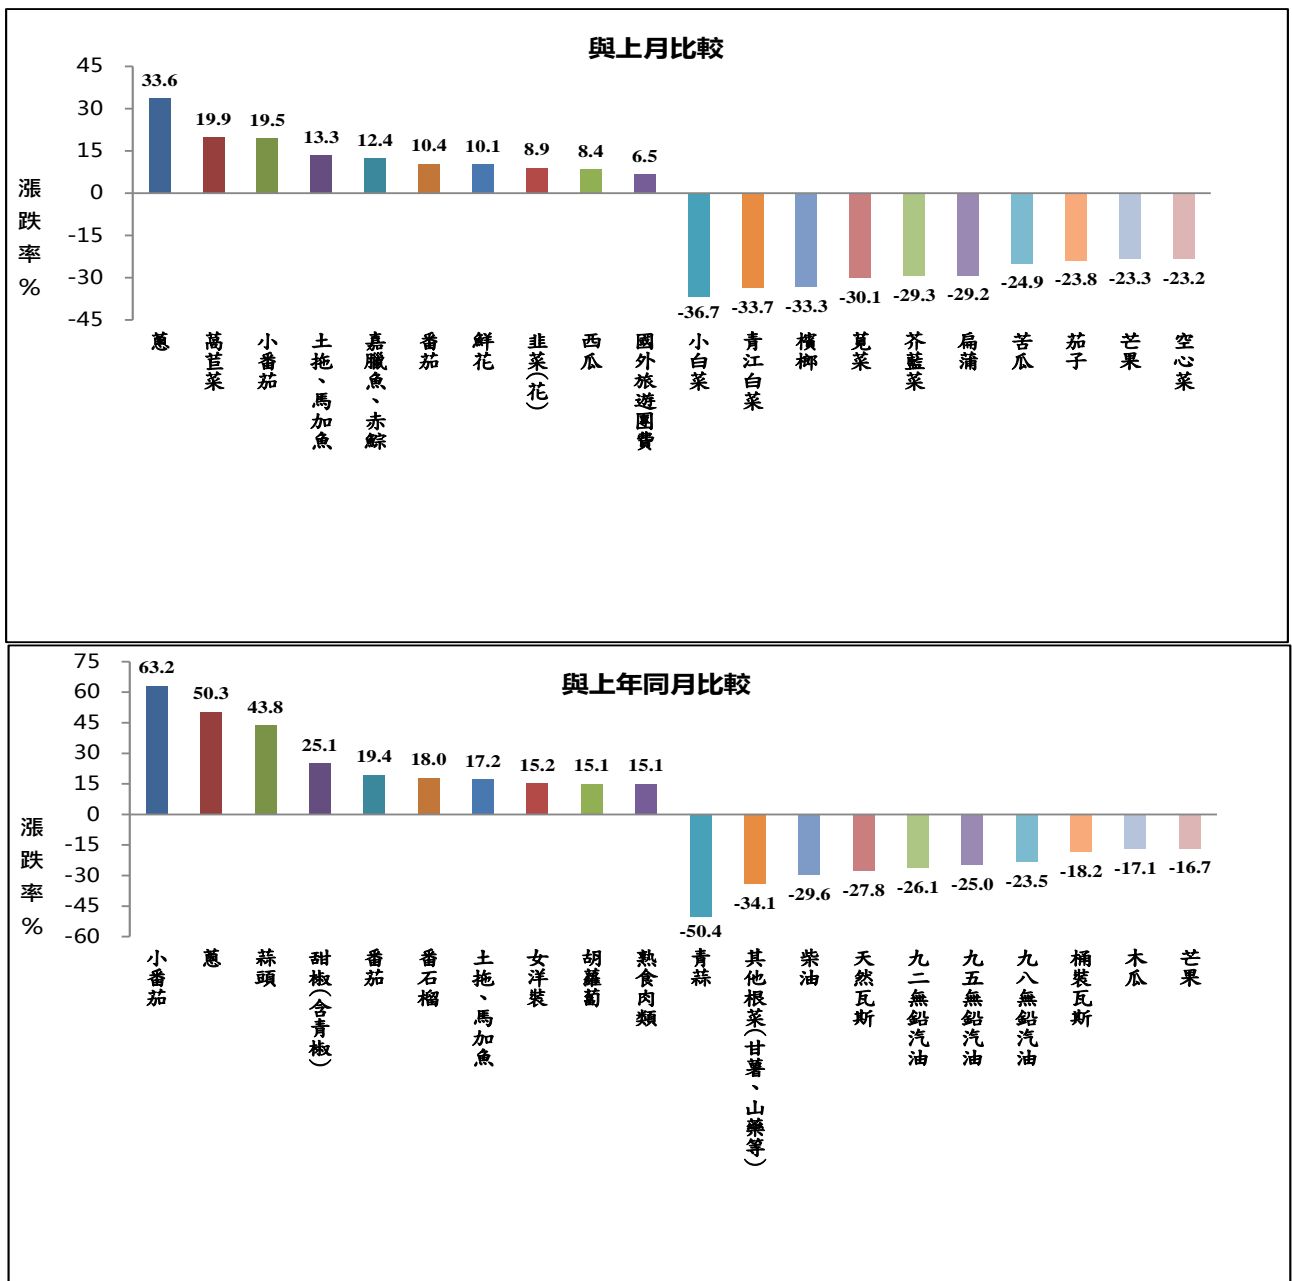 與上月比較
漲跌率%
45
30
15
0
-15
-30
-45
33.6
19.9
19.5
13.3
12.4
10.4
10.1
8.9
8.4
6.5
-36.7
-33.7
-33.3
-30.1
-29.3
-29.2
-24.9
-23.8
-23.3
-23.2
蔥
萵苣菜
小番茄
土拖、馬加魚
嘉臘魚、赤鯮
番茄
鮮花
韭菜(花)
西瓜
國外旅遊團費
小白菜
青江白菜
檳榔
莧菜
芥藍菜
扁蒲
苦瓜
茄子
芒果
空心菜
與上年同月比較
漲跌率%
75
60
45
30
15
0
-15
-30
-45
-60
63.2
50.3
43.8
25.1
19.4
18.0
17.2
15.2
15.1
15.1
-50.4
-34.1
-29.6
-27.8
-26.1
-25.0
-23.5
-18.2
-17.1
-16.7
小番茄
蔥
蒜頭
甜椒(含青椒)
番茄
番石榴
土拖、馬加魚
女洋裝
胡蘿蔔
熟食肉類
青蒜
其他根菜(甘薯、山藥等)
柴油
天然瓦斯
九二無鉛汽油
九五無鉛汽油
九八無鉛汽油
桶裝瓦斯
木瓜
芒果